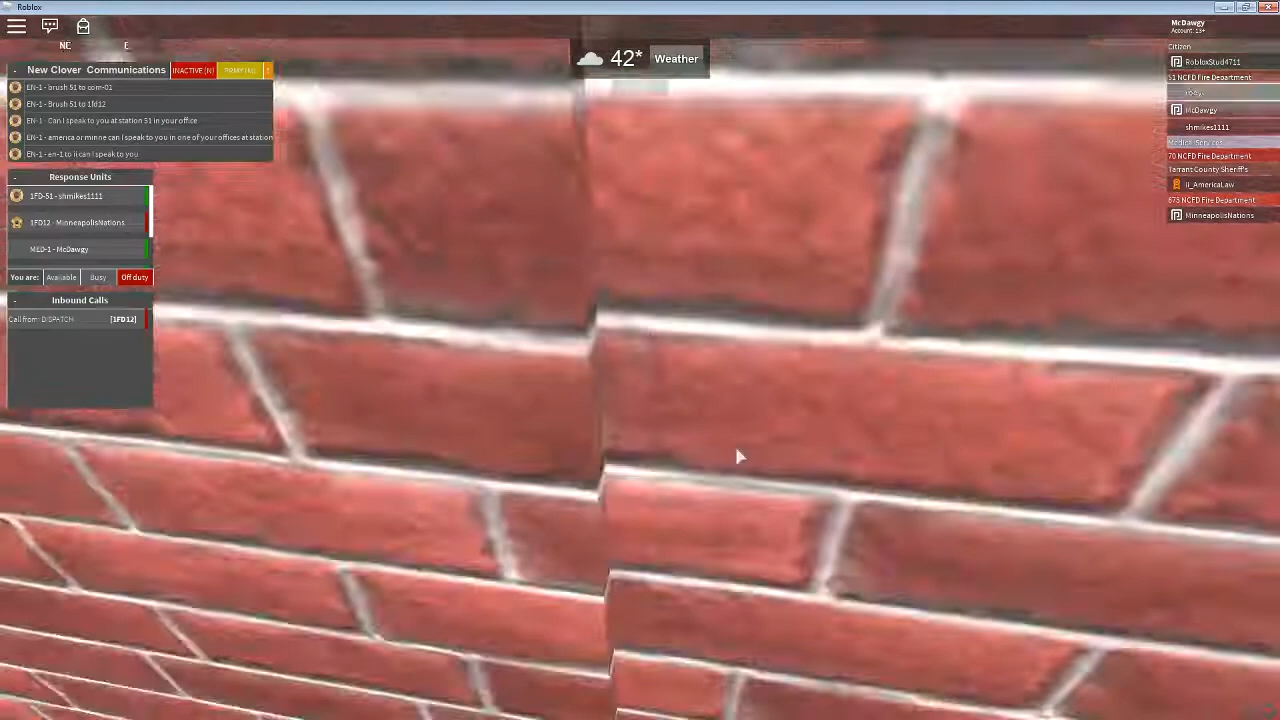 Roblox
McDawgy
Account: 13+
NE E
42* Weather
Citizen
RobloxStud4711
51 NCFD Fire Department
McDawgy
shmikes1111
Medical Services
70 NCFD Fire Department
Tarrant County Sheriff's
ii_AmericaLaw
673 NCFD Fire Department
MinneapolisNations
- New Clover Communications INACTIVE (N) !
EN-1 - brush 51 to com-01
EN-1 - Brush 51 to 1fd12
EN-1 - Can I speak to you at station 51 in your office
EN-1 - america or minne can I speak to you in one of your offices at station
EN-1 - en-1 to ii can I speak to you
- Response Units
1FD-51 - shmikes1111
1FD12 - MinneapolisNations
MED-1 - McDawgy
You are: Available Busy Off duty
- Inbound Calls
Call from: DISPATCH [1FD12]